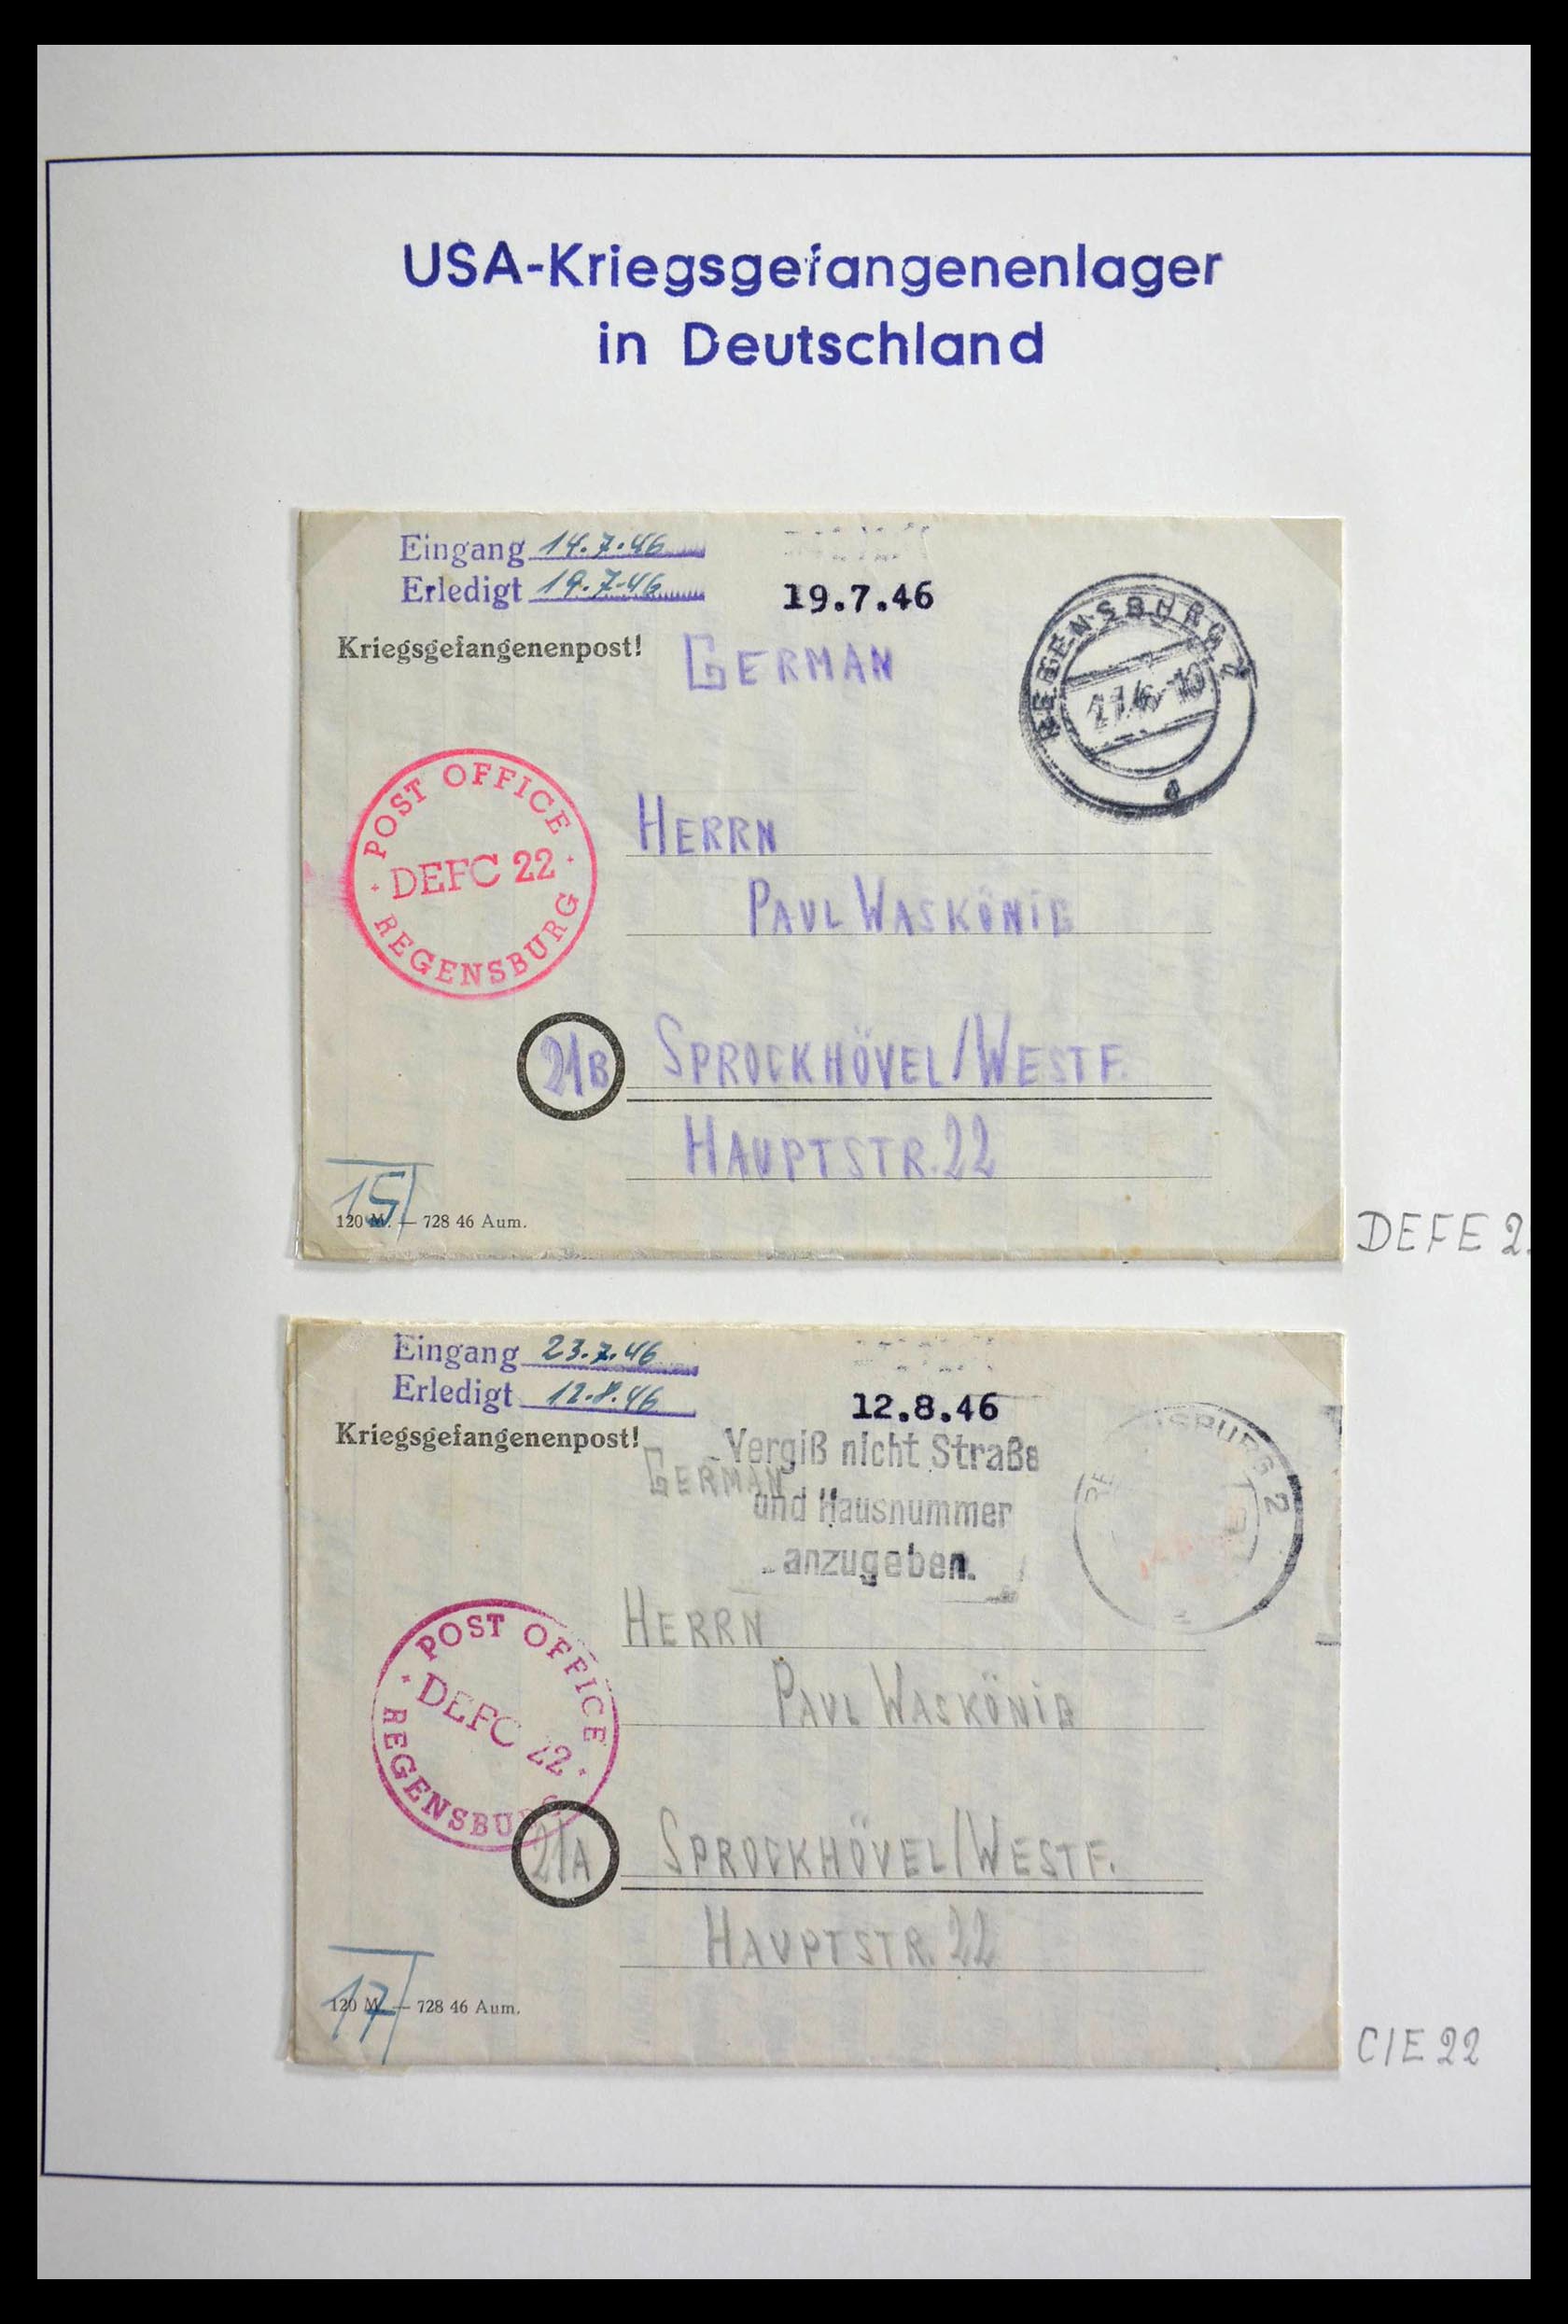 USA-Kriegsgefangenenlager
in Deutschland
Eingang 14.7.46
Erledigt 19.7.46
19.7.46
Kriegsgefangenenpost!
GERMAN
REGENSBURG 2
a
POST OFFICE
DEFC 22
REGENSBURG
HERRN
PAUL WASKÖNIG
21B SPROCKHÖVEL/WESTF.
HAUPTSTR. 22
15
120 M. — 728 46 Aum.
DEFE 2
Eingang 23.7.46
Erledigt 12.8.46
12.8.46
Kriegsgefangenenpost!
GERMAN
Vergiß nicht Straße
und Hausnummer
anzugeben.
HERRN
PAUL WASKÖNIG
POST OFFICE
DEFC 22
REGENSBURG
21A SPROCKHÖVEL/WESTF.
HAUPTSTR. 22
17
120 M. — 728 46 Aum.
CIE 22